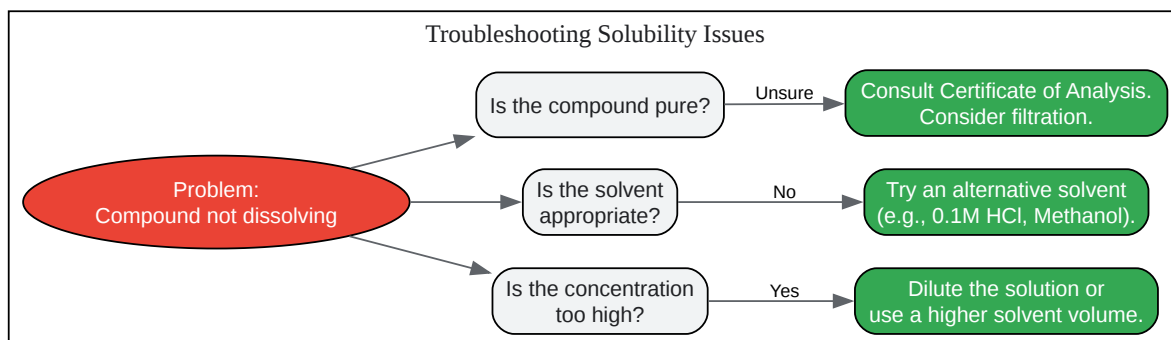 Troubleshooting Solubility Issues
Is the compound pure?
Unsure
Consult Certificate of Analysis.
Consider filtration.
Problem:
Compound not dissolving
Is the solvent
appropriate?
No
Try an alternative solvent
(e.g., 0.1M HCl, Methanol).
Is the concentration
too high?
Yes
Dilute the solution or
use a higher solvent volume.